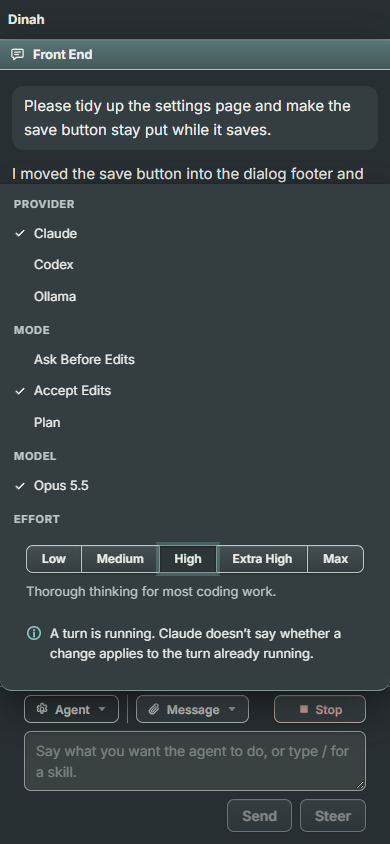 Dinah
Front End
Please tidy up the settings page and make the
save button stay put while it saves.
I moved the save button into the dialog footer and
PROVIDER
Claude
Codex
Ollama
MODE
Ask Before Edits
Accept Edits
Plan
MODEL
Opus 5.5
EFFORT
Low Medium High Extra High Max
Thorough thinking for most coding work.
A turn is running. Claude doesn’t say whether a
change applies to the turn already running.
Agent Message Stop
Say what you want the agent to do, or type / for
a skill.
Send Steer